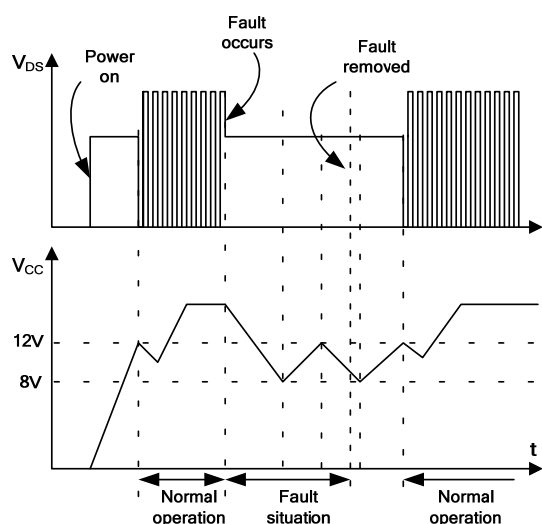 Fault
occurs
Power
on
Fault
removed
VDS
VCC
12V
8V
t
Normal
operation
Fault
situation
Normal
operation